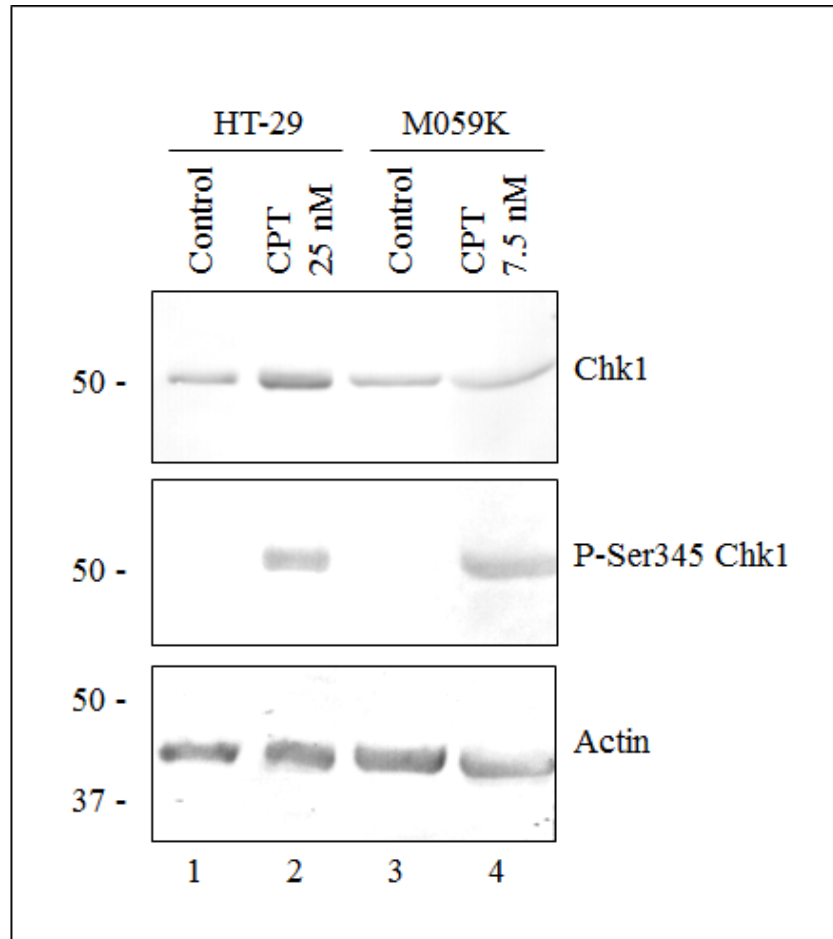 HT-29 M059K
Control
CPT
25 nM
Control
CPT
7.5 nM
50 - Chk1
50 - P-Ser345 Chk1
50 -
Actin
37 -
1 2 3 4